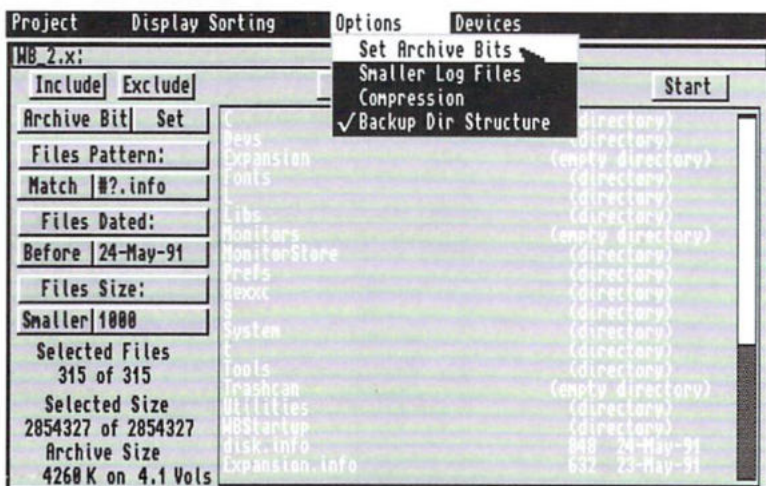 Project Display Sorting Options Devices
WB_2.x:
Set Archive Bits
Smaller Log Files
Compression
✓Backup Dir Structure
Include Exclude
Start
Archive Bit Set
Files Pattern:
Match #?.info
Files Dated:
Before 24-May-91
Files Size:
Smaller 1000
Selected Files
315 of 315
Selected Size
2854327 of 2854327
Archive Size
4260K on 4.1 Vols
C (directory)
Devs (directory)
Expansion (empty directory)
Fonts (directory)
L (directory)
Libs (directory)
Monitors (empty directory)
MonitorStore (directory)
Prefs (directory)
Rexxc (directory)
S (directory)
System (directory)
t (directory)
Tools (directory)
Trashcan (empty directory)
Utilities (directory)
WBStartup (directory)
disk.info 848 24-May-91
Expansion.info 632 23-May-91